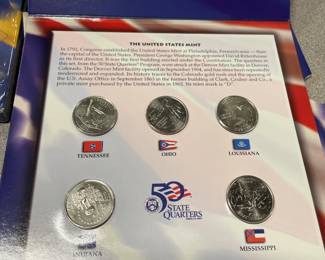 THE UNITED STATES MINT
In 1792, Congress established the United States Mint at Philadelphia, Pennsylvania — then
the capital of the United States. President George Washington appointed David Rittenhouse
as its first director. It was the first building erected under the Constitution. The quarters in
this set, from the "50 State Quarters" Program, were struck at the Denver Mint facility in Denver,
Colorado. The Denver Mint facility opened in September 1904, and has since been repeatedly
modernized and expanded. Its history traces to the Colorado gold rush and the opening of
the U.S. Assay Office in September 1863 in the former building of Clark, Gruber and Co., a
private mint purchased by the United States in 1862. Its mint mark is "D".
TENNESSEE
OHIO
LOUISIANA
50
STATE
QUARTERS
INDIANA
MISSISSIPPI